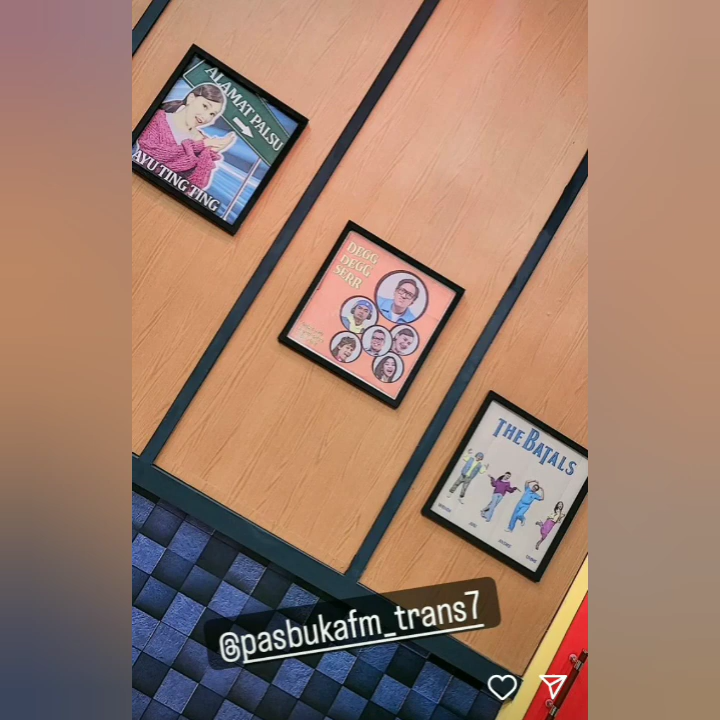 ALAMAT PALSU
AYU TING TING
DEGG
DEGG
SERR
THE BATALS
@pasbukafm_trans7